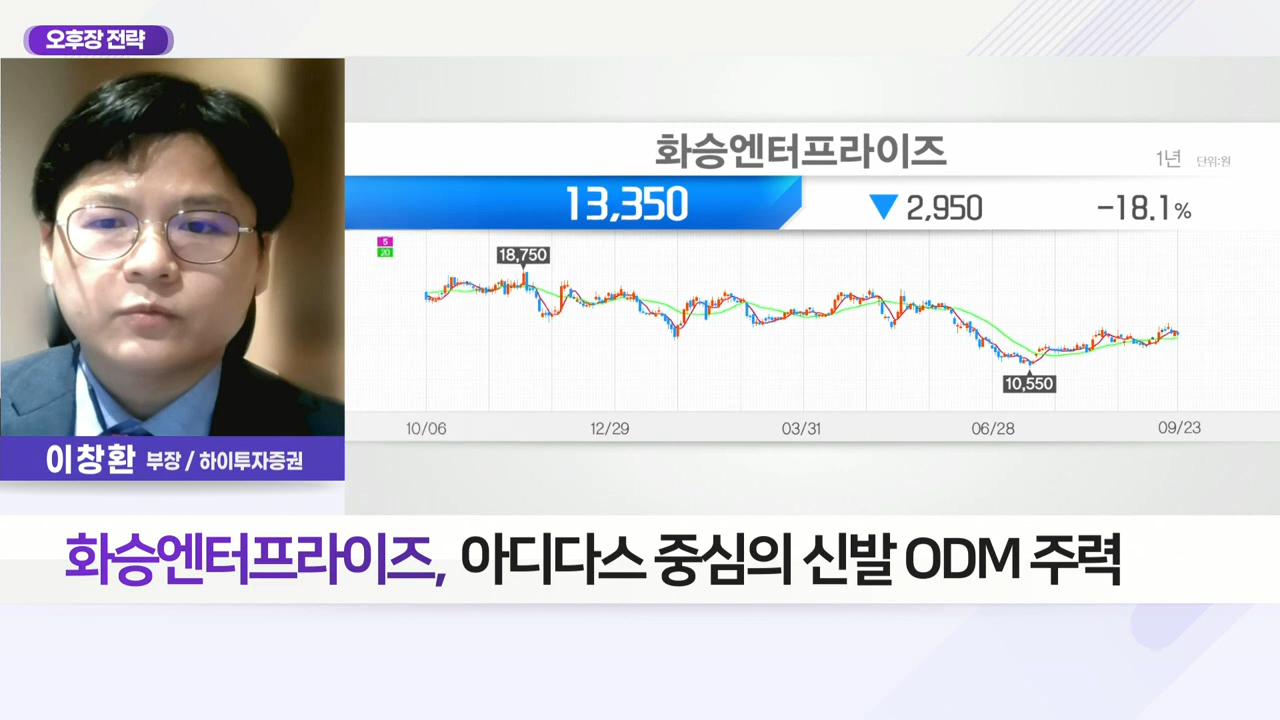 오후장 전략
화승엔터프라이즈
1년 단위:원
13,350 ▼ 2,950 -18.1%
5
20
18,750
10,550
10/06 12/29 03/31 06/28 09/23
이창환 부장 / 하이투자증권
화승엔터프라이즈, 아디다스 중심의 신발 ODM 주력